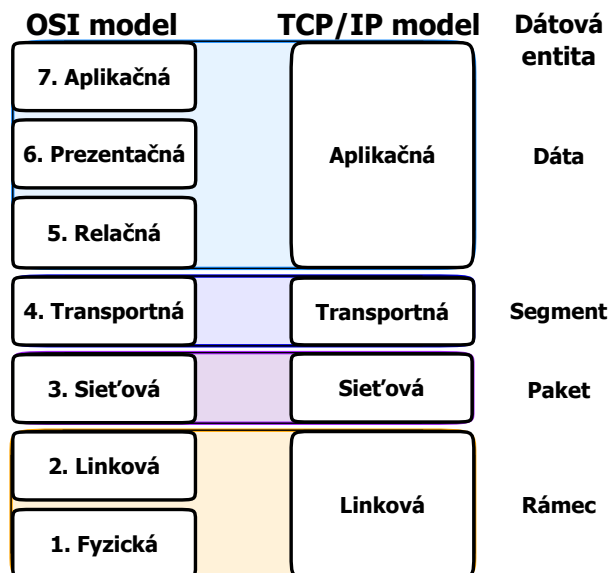 OSI model
TCP/IP model
Dátová
entita
7. Aplikačná
6. Prezentačná
5. Relačná
Aplikačná
Dáta
4. Transportná
Transportná
Segment
3. Sieťová
Sieťová
Paket
2. Linková
1. Fyzická
Linková
Rámec